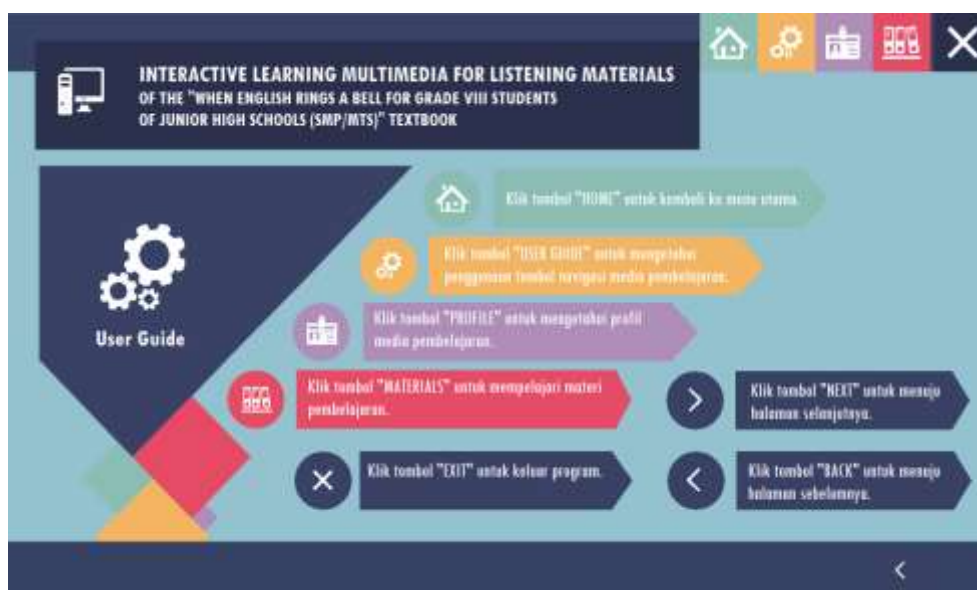 INTERACTIVE LEARNING MULTIMEDIA FOR LISTENING MATERIALS
OF THE "WHEN ENGLISH RINGS A BELL FOR GRADE VIII STUDENTS
OF JUNIOR HIGH SCHOOLS (SMP/MTS)" TEXTBOOK
User Guide
Klik tombol "HOME" untuk kembali ke menu utama.
Klik tombol "USER GUIDE" untuk mengetahui
penggunaan tombol navigasi media pembelajaran.
Klik tombol "PROFILE" untuk mengetahui profil
media pembelajaran.
Klik tombol "MATERIALS" untuk mempelajari materi
pembelajaran.
Klik tombol "EXIT" untuk keluar program.
Klik tombol "NEXT" untuk menuju
halaman selanjutnya.
Klik tombol "BACK" untuk menuju
halaman sebelumnya.